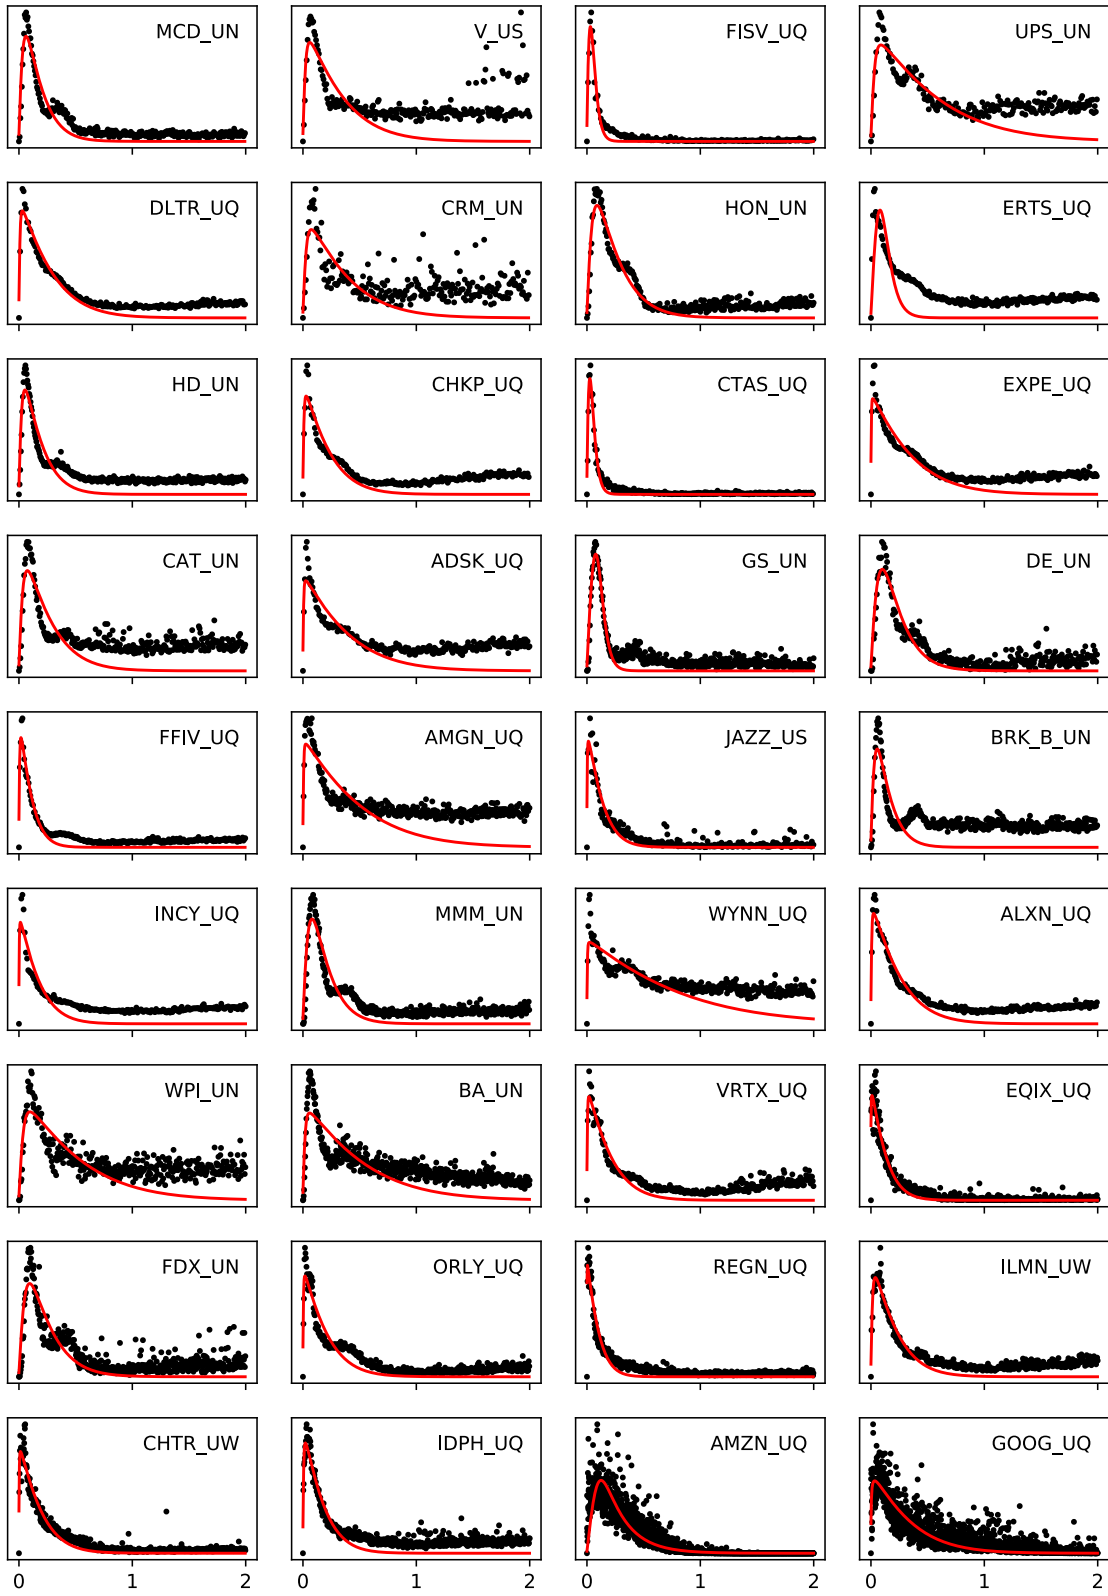 MCD_UN V_US FISV_UQ UPS_UN
DLTR_UQ CRM_UN HON_UN ERTS_UQ
HD_UN CHKP_UQ CTAS_UQ EXPE_UQ
CAT_UN ADSK_UQ GS_UN DE_UN
FFIV_UQ AMGN_UQ JAZZ_US BRK_B_UN
INCY_UQ MMM_UN WYNN_UQ ALXN_UQ
WPI_UN BA_UN VRTX_UQ EQIX_UQ
FDX_UN ORLY_UQ REGN_UQ ILMN_UW
CHTR_UW IDPH_UQ AMZN_UQ GOOG_UQ
0 1 2 0 1 2 0 1 2 0 1 2